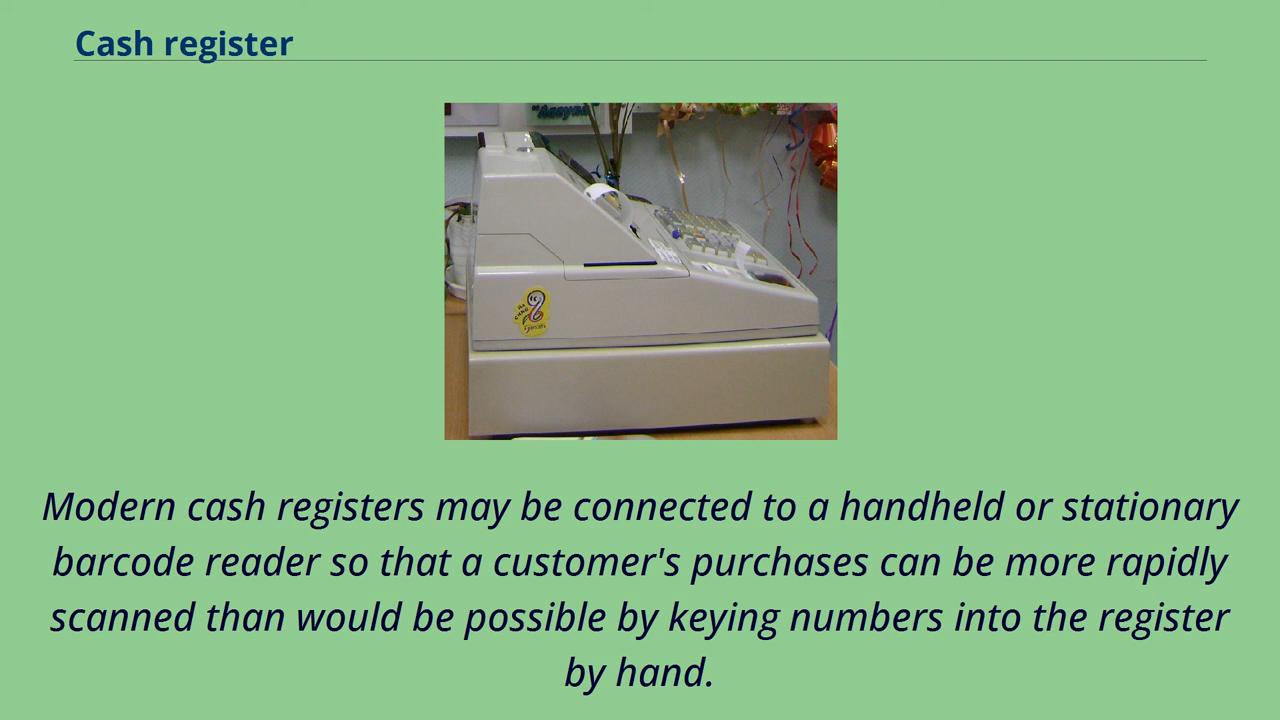 Cash register
Modern cash registers may be connected to a handheld or stationary
barcode reader so that a customer's purchases can be more rapidly
scanned than would be possible by keying numbers into the register
by hand.